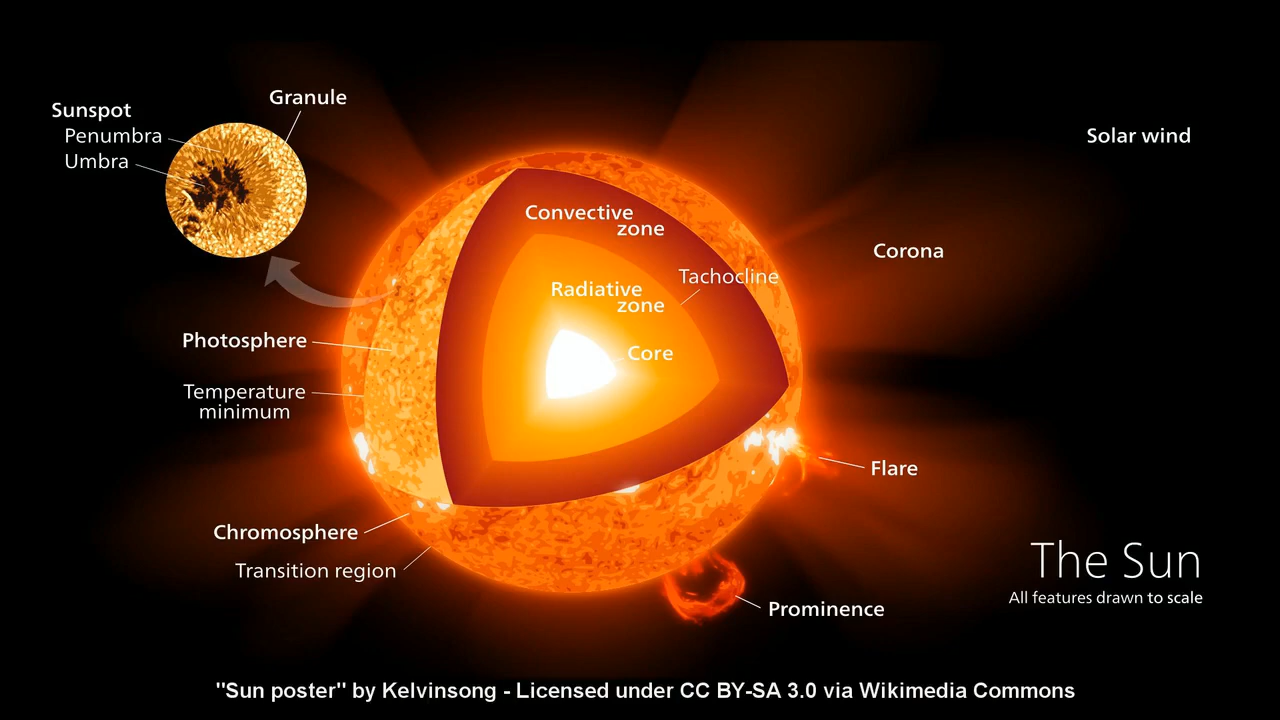 Granule
Sunspot
Penumbra
Umbra
Solar wind
Convective
zone
Corona
Tachocline
Radiative
zone
Photosphere
Core
Temperature
minimum
Flare
Chromosphere
Transition region
The Sun
All features drawn to scale
Prominence
"Sun poster" by Kelvinsong - Licensed under CC BY-SA 3.0 via Wikimedia Commons